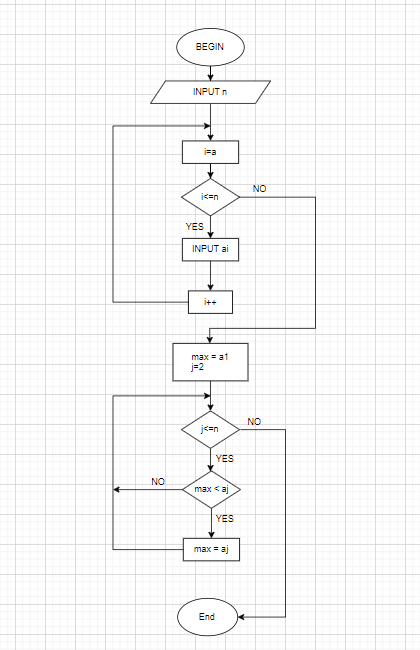 BEGIN
INPUT n
i=a
i<=n
NO
YES
INPUT ai
i++
max = a1
j=2
j<=n
NO
YES
max < aj
NO
YES
max = aj
End